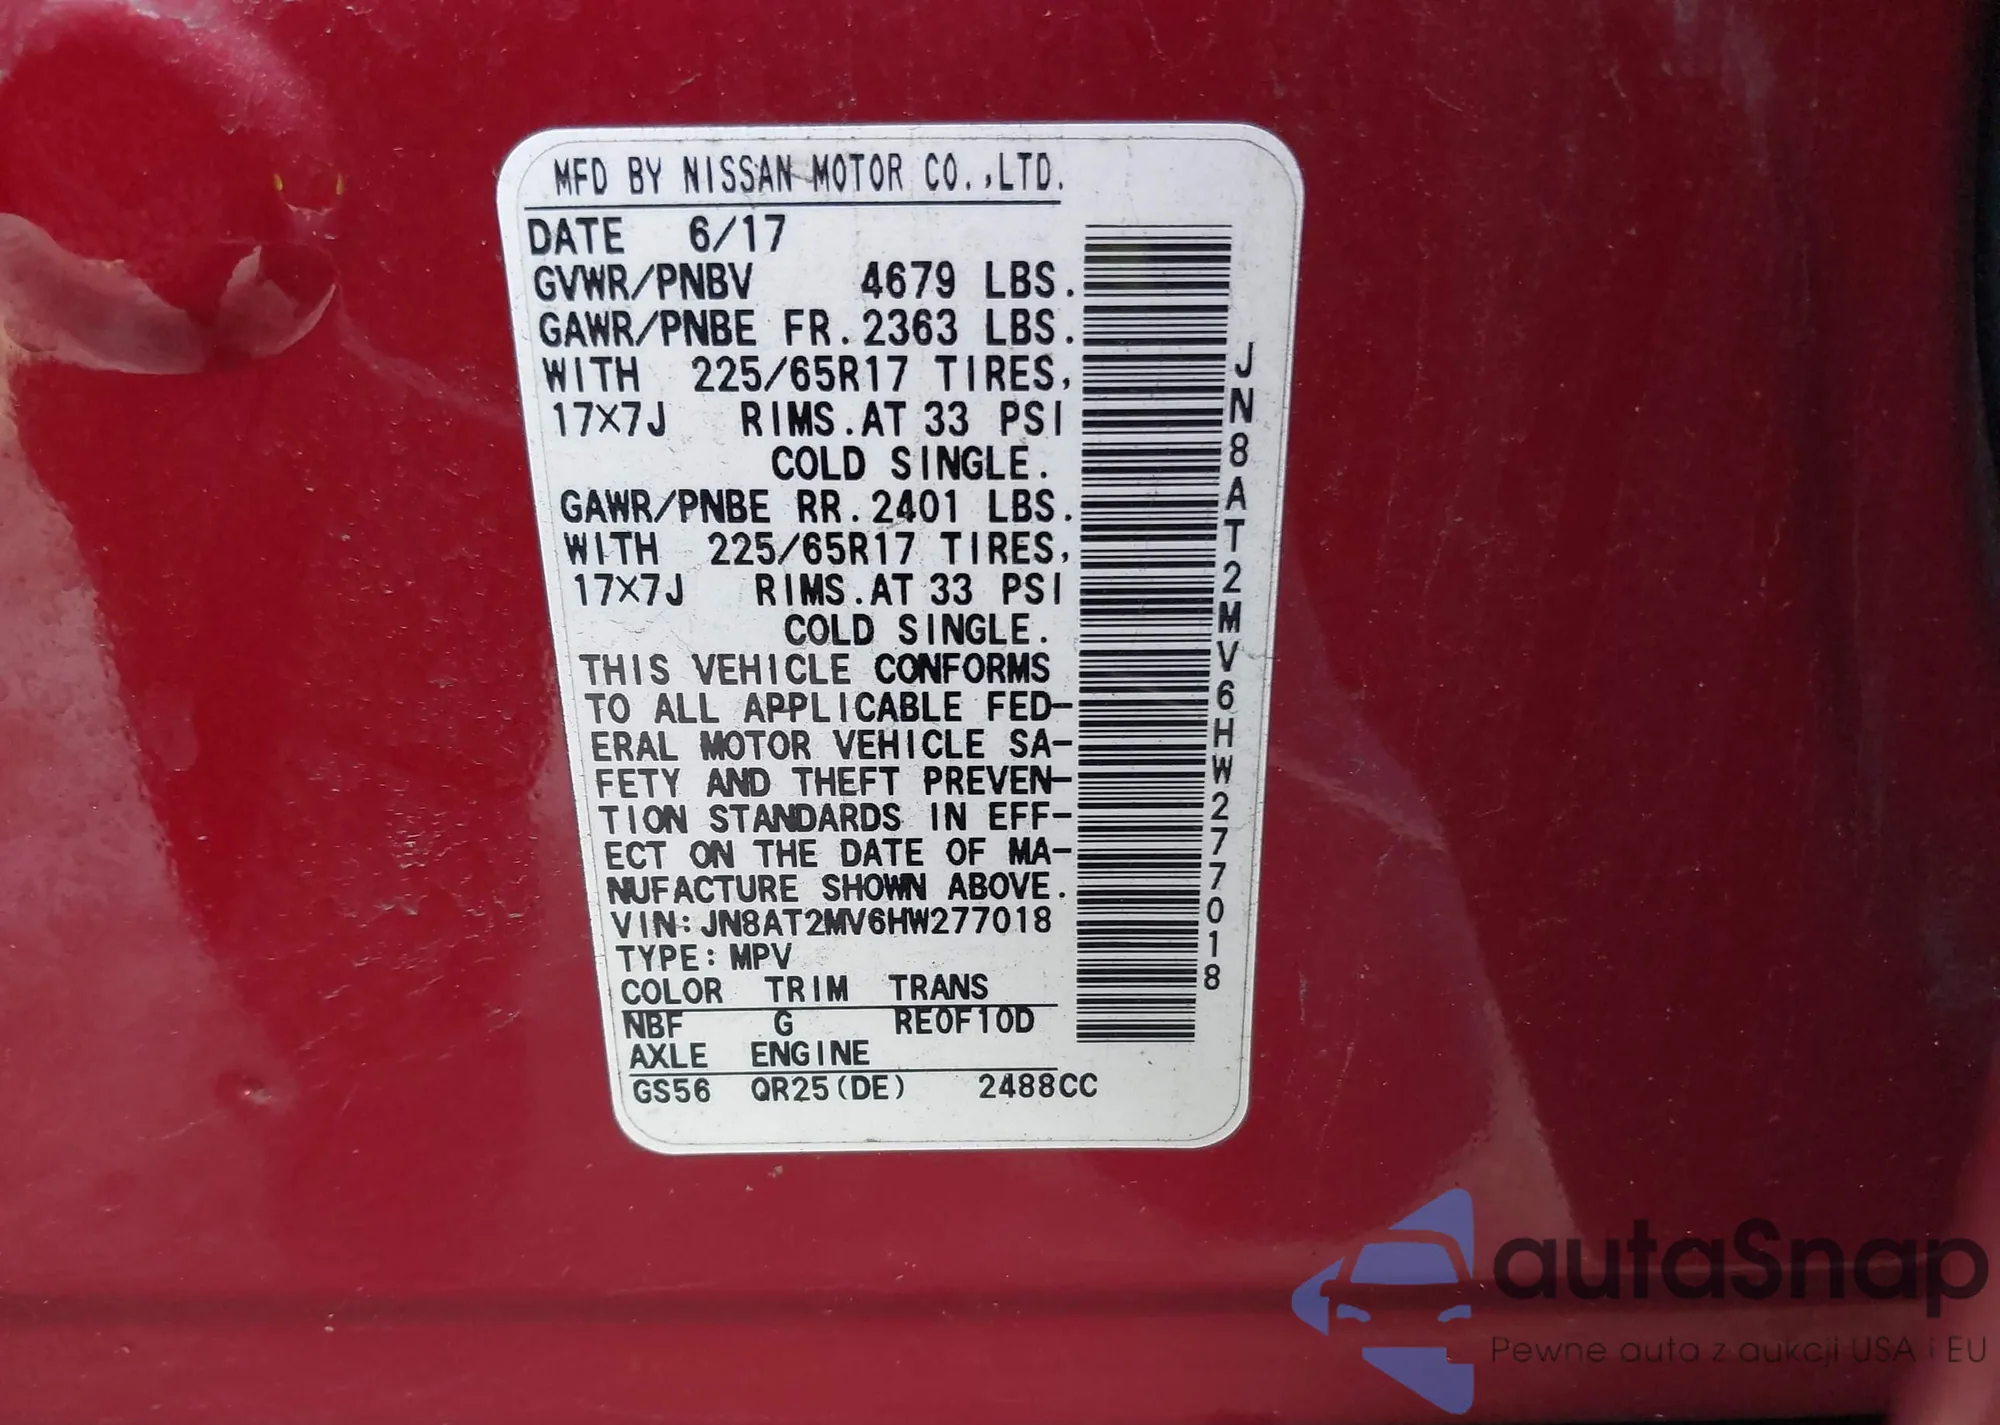 MFD BY NISSAN MOTOR CO.,LTD.
DATE 6/17
GVWR/PNBV 4679 LBS.
GAWR/PNBE FR.2363 LBS.
WITH 225/65R17 TIRES,
17X7J RIMS.AT 33 PSI
COLD SINGLE.
GAWR/PNBE RR.2401 LBS.
WITH 225/65R17 TIRES,
17X7J RIMS.AT 33 PSI
COLD SINGLE.
THIS VEHICLE CONFORMS
TO ALL APPLICABLE FED-
ERAL MOTOR VEHICLE SA-
FETY AND THEFT PREVEN-
TION STANDARDS IN EFF-
ECT ON THE DATE OF MA-
NUFACTURE SHOWN ABOVE.
VIN:JN8AT2MV6HW277018
TYPE:MPV
COLOR TRIM TRANS
NBF G RE0F10D
AXLE ENGINE
GS56 QR25(DE) 2488CC
JN8AT2MV6HW277018
autaSnap
Pewne auta z aukcji USA i EU